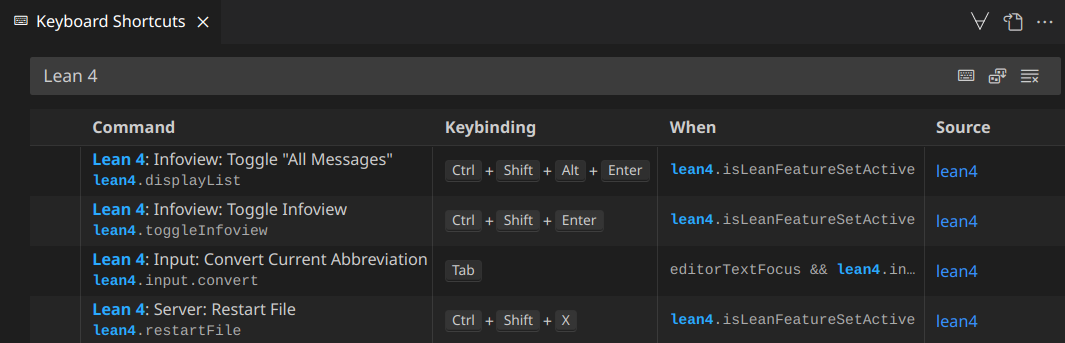 Keyboard Shortcuts
Lean 4
Command Keybinding When Source
Lean 4: Infoview: Toggle "All Messages"
lean4.displayList
Ctrl + Shift + Alt + Enter
lean4.isLeanFeatureSetActive
lean4
Lean 4: Infoview: Toggle Infoview
lean4.toggleInfoview
Ctrl + Shift + Enter
lean4.isLeanFeatureSetActive
lean4
Lean 4: Input: Convert Current Abbreviation
lean4.input.convert
Tab
editorTextFocus && lean4.in…
lean4
Lean 4: Server: Restart File
lean4.restartFile
Ctrl + Shift + X
lean4.isLeanFeatureSetActive
lean4